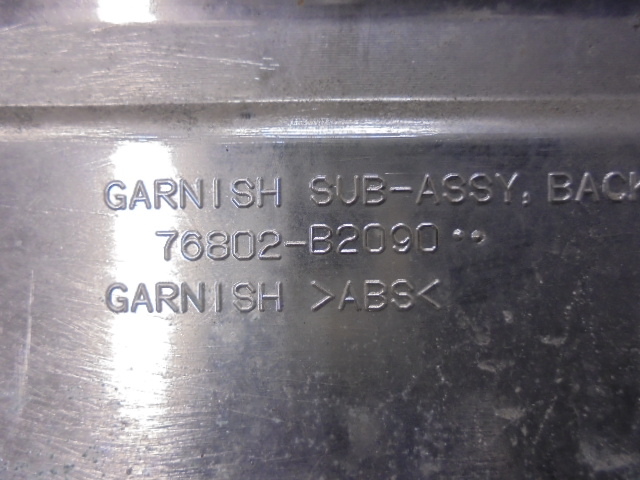 GARNISH SUB-ASSY, BACK
76802-B2090
GARNISH >ABS<